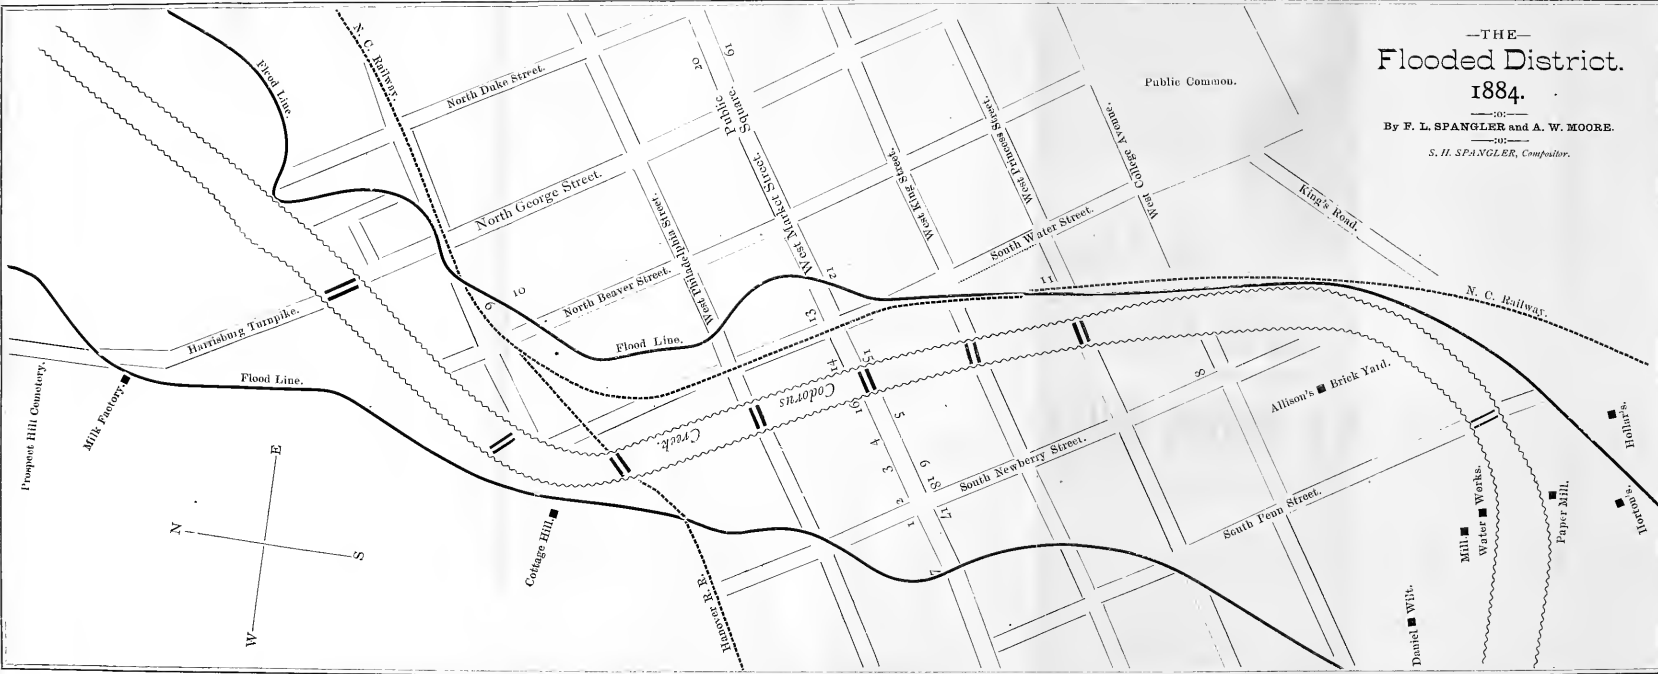 —THE—
Flooded District.
1884.
—:o:—
By F. L. SPANGLER and A. W. MOORE.
—:o:—
S. H. SPANGLER, Compositor.
Flood Line.
N. C. Railway.
North Duke Street.
20
19
Public Square.
Public Common.
North George Street.
West Philadelphia Street.
West Market Street.
West King Street.
West Princess Street.
West College Avenue.
King's Road.
South Water Street.
North Beaver Street.
9
10
12
13
11
N. C. Railway.
Harrisburg Turnpike.
Flood Line.
Flood Line.
14
15
16
Codorus Creek.
8
Allison's Brick Yard.
Prospect Hill Cemetery.
Milk Factory.
5
4
3
2
1
6
18
17
7
South Newberry Street.
South Penn Street.
Hollar's.
Horton's.
Paper Mill.
Water Works.
Mill.
Daniel Wilt.
Cottage Hill.
Hanover R. R.
N
E
S
W